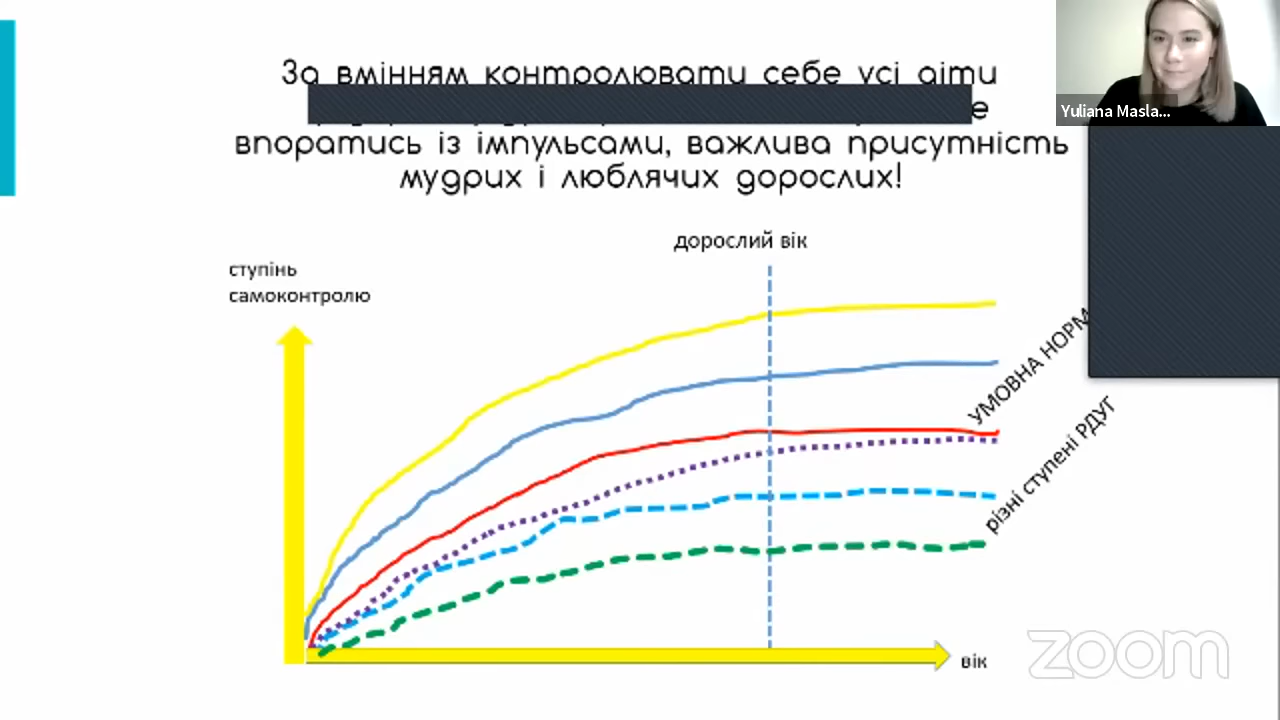 За вмінням контролювати себе усі діти
впоратись із імпульсами, важлива присутність
мудрих і люблячих дорослих!
Yuliana Masla...
дорослий вік
ступінь
самоконтролю
УМОВНА НОРМ
різні ступені РДУГ
вік
zoom